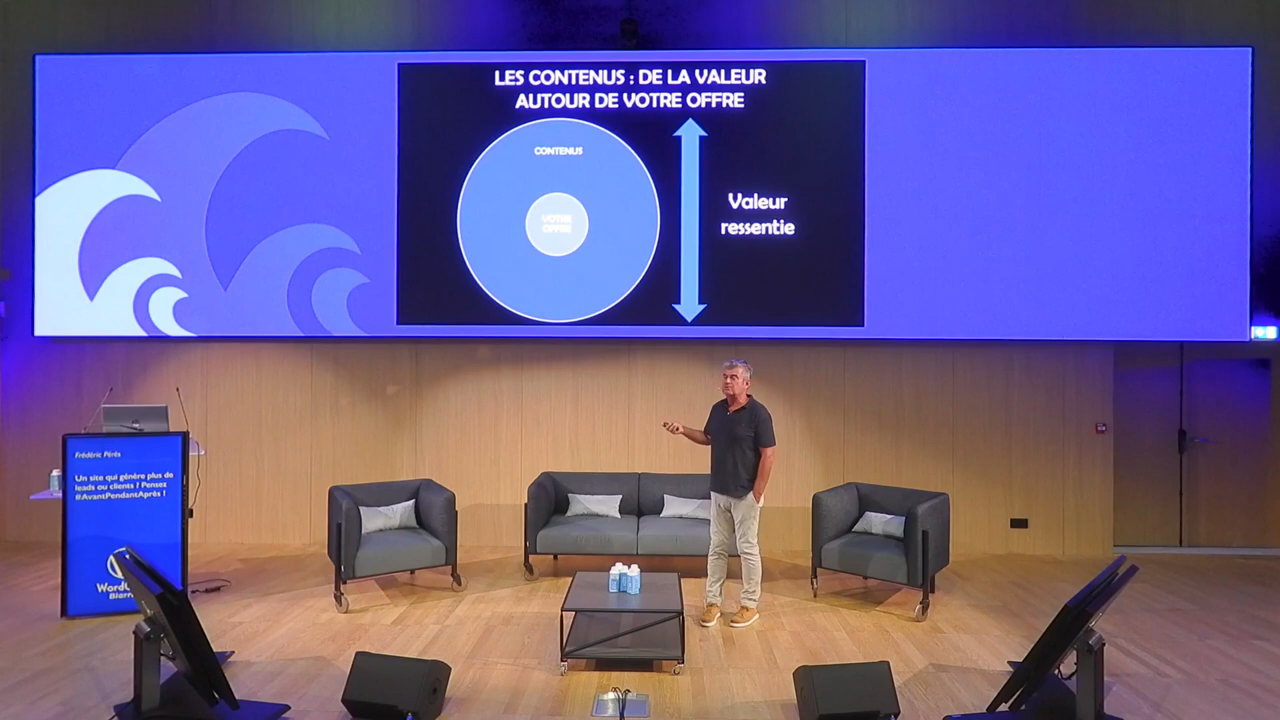 LES CONTENUS : DE LA VALEUR
AUTOUR DE VOTRE OFFRE
CONTENUS
VOTRE
OFFRE
Valeur
ressentie
Frédéric Pérès
Un site qui génère plus de
leads ou clients ? Pensez
#AvantPendantAprès !